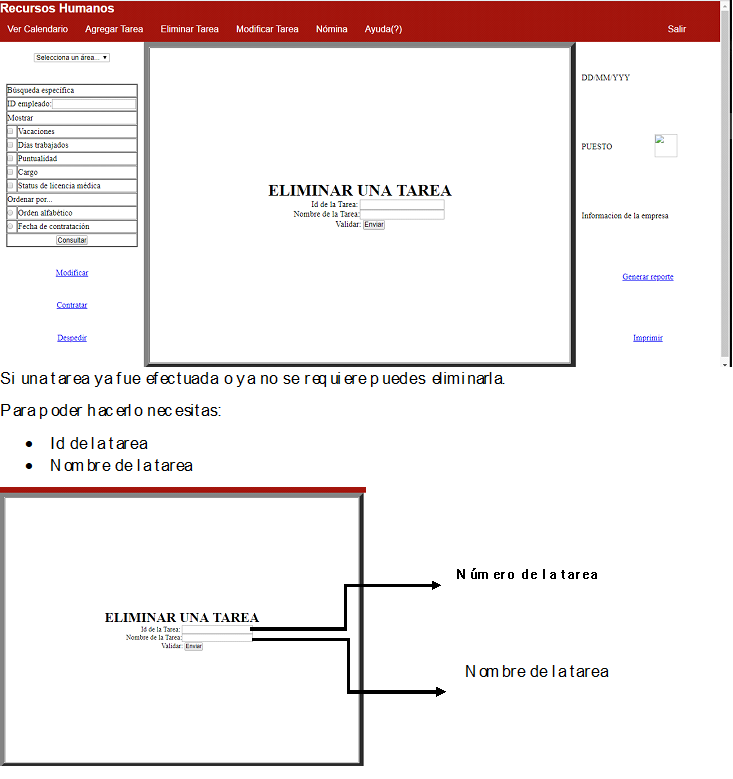 Recursos Humanos
Ver Calendario Agregar Tarea Eliminar Tarea Modificar Tarea Nómina Ayuda(?) Salir
Selecciona un área...
Búsqueda específica
ID empleado:
Mostrar
Vacaciones
Días trabajados
Puntualidad
Cargo
Status de licencia médica
Ordenar por...
Orden alfabético
Fecha de contratación
Consultar
Modificar
Contratar
Despedir
ELIMINAR UNA TAREA
Id de la Tarea:
Nombre de la Tarea:
Validar: Enviar
DD/MM/YYY
PUESTO
Informacion de la empresa
Generar reporte
Imprimir
Si una tarea ya fue efectuada o ya no se requiere puedes eliminarla.
Para poder hacerlo necesitas:
• Id de la tarea
• Nombre de la tarea
ELIMINAR UNA TAREA
Id de la Tarea:
Nombre de la Tarea:
Validar: Enviar
Número de la tarea
Nombre de la tarea